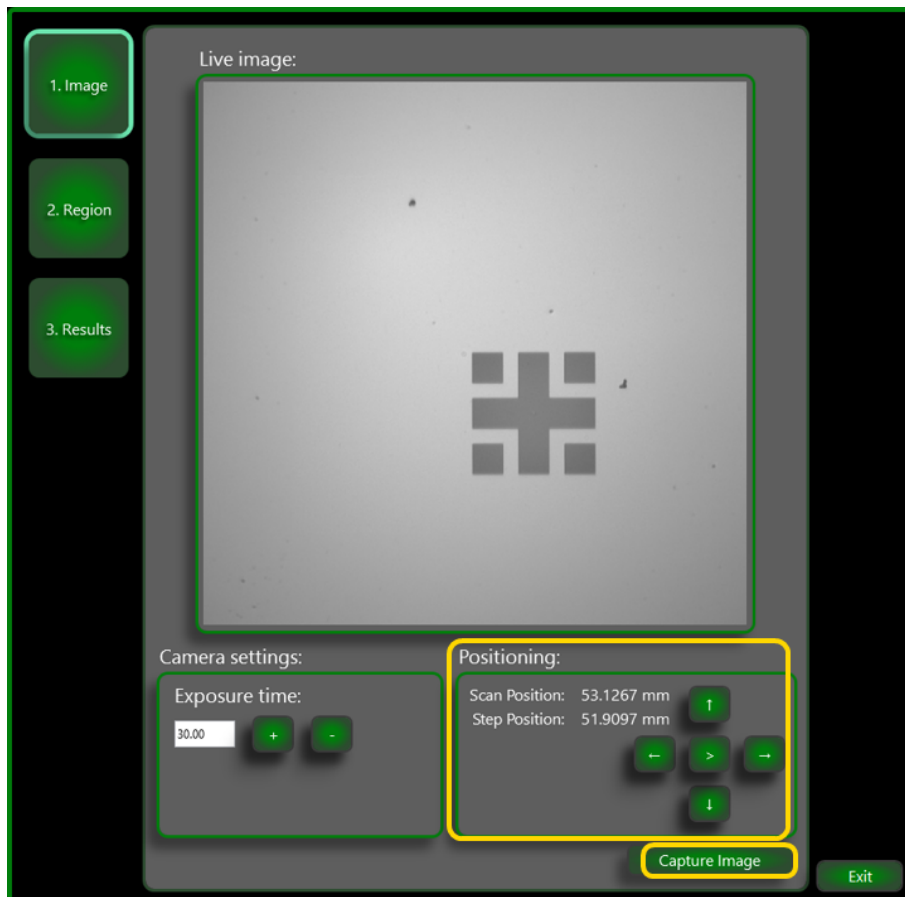 1. Image
2. Region
3. Results
Live image:
Camera settings:
Exposure time:
30.00
+
-
Positioning:
Scan Position: 53.1267 mm
Step Position: 51.9097 mm
↑
← > →
↓
Capture Image
Exit